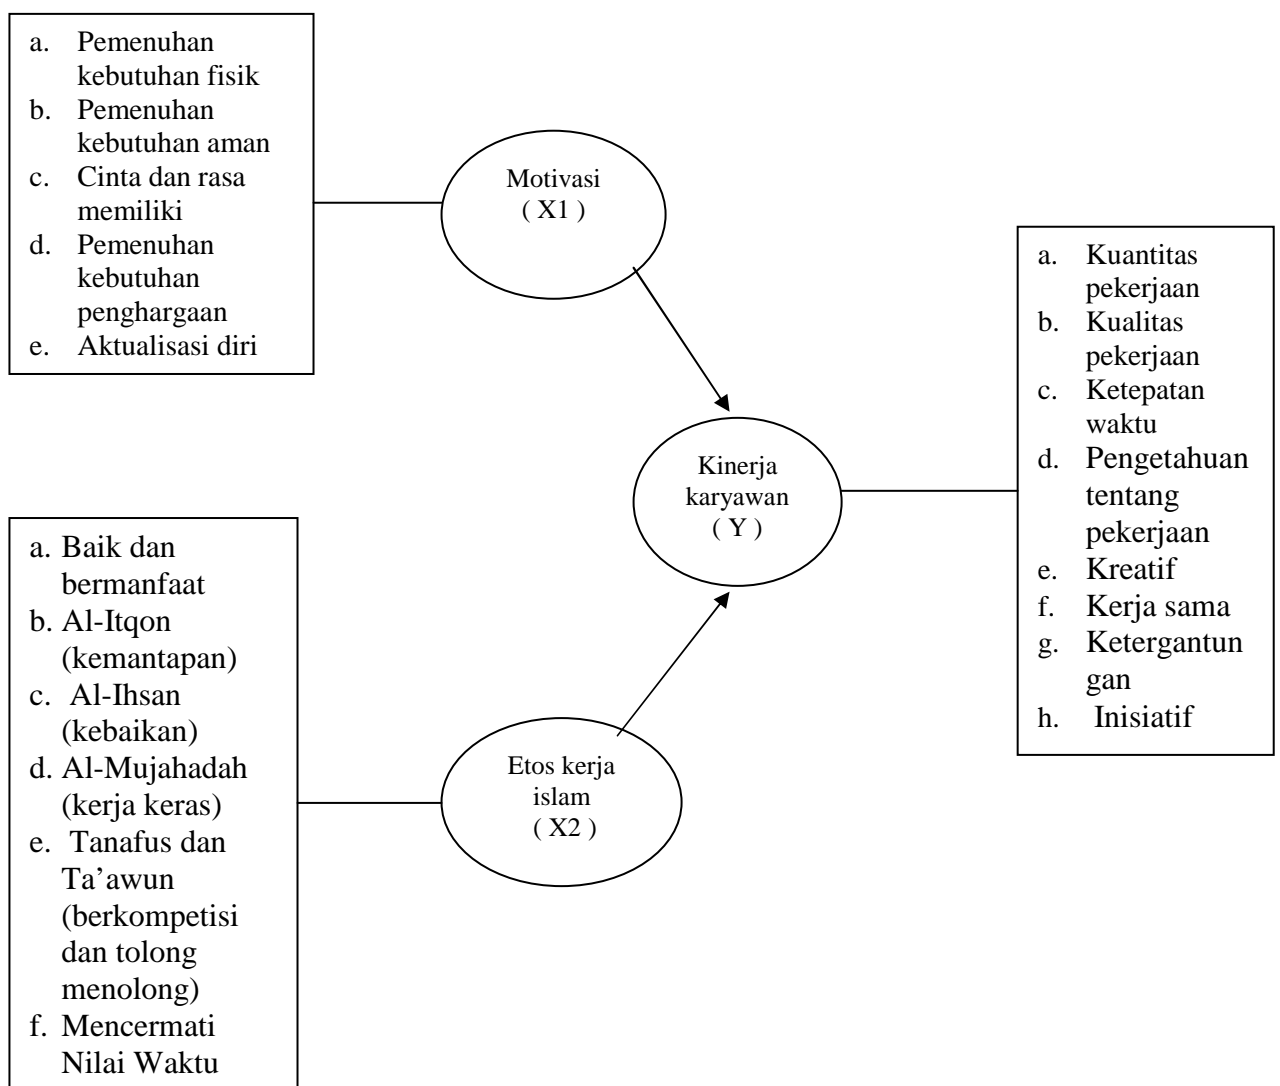 a. Pemenuhan
kebutuhan fisik
b. Pemenuhan
kebutuhan aman
c. Cinta dan rasa
memiliki
d. Pemenuhan
kebutuhan
penghargaan
e. Aktualisasi diri
Motivasi
( X1 )
a. Kuantitas
pekerjaan
b. Kualitas
pekerjaan
c. Ketepatan
waktu
d. Pengetahuan
tentang
pekerjaan
e. Kreatif
f. Kerja sama
g. Ketergantun
gan
h. Inisiatif
Kinerja
karyawan
( Y )
a. Baik dan
bermanfaat
b. Al-Itqon
(kemantapan)
c. Al-Ihsan
(kebaikan)
d. Al-Mujahadah
(kerja keras)
e. Tanafus dan
Ta’awun
(berkompetisi
dan tolong
menolong)
f. Mencermati
Nilai Waktu
Etos kerja
islam
( X2 )